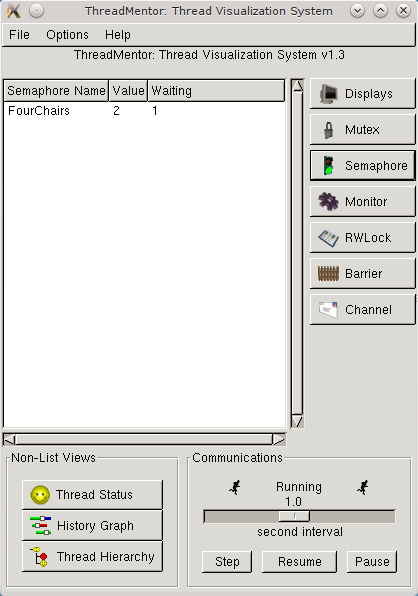 ThreadMentor: Thread Visualization System
File Options Help
ThreadMentor: Thread Visualization System v1.3
Semaphore Name Value Waiting
FourChairs 2 1
Displays
Mutex
Semaphore
Monitor
RWLock
Barrier
Channel
Non-List Views
Thread Status
History Graph
Thread Hierarchy
Communications
Running
1.0
second interval
Step Resume Pause